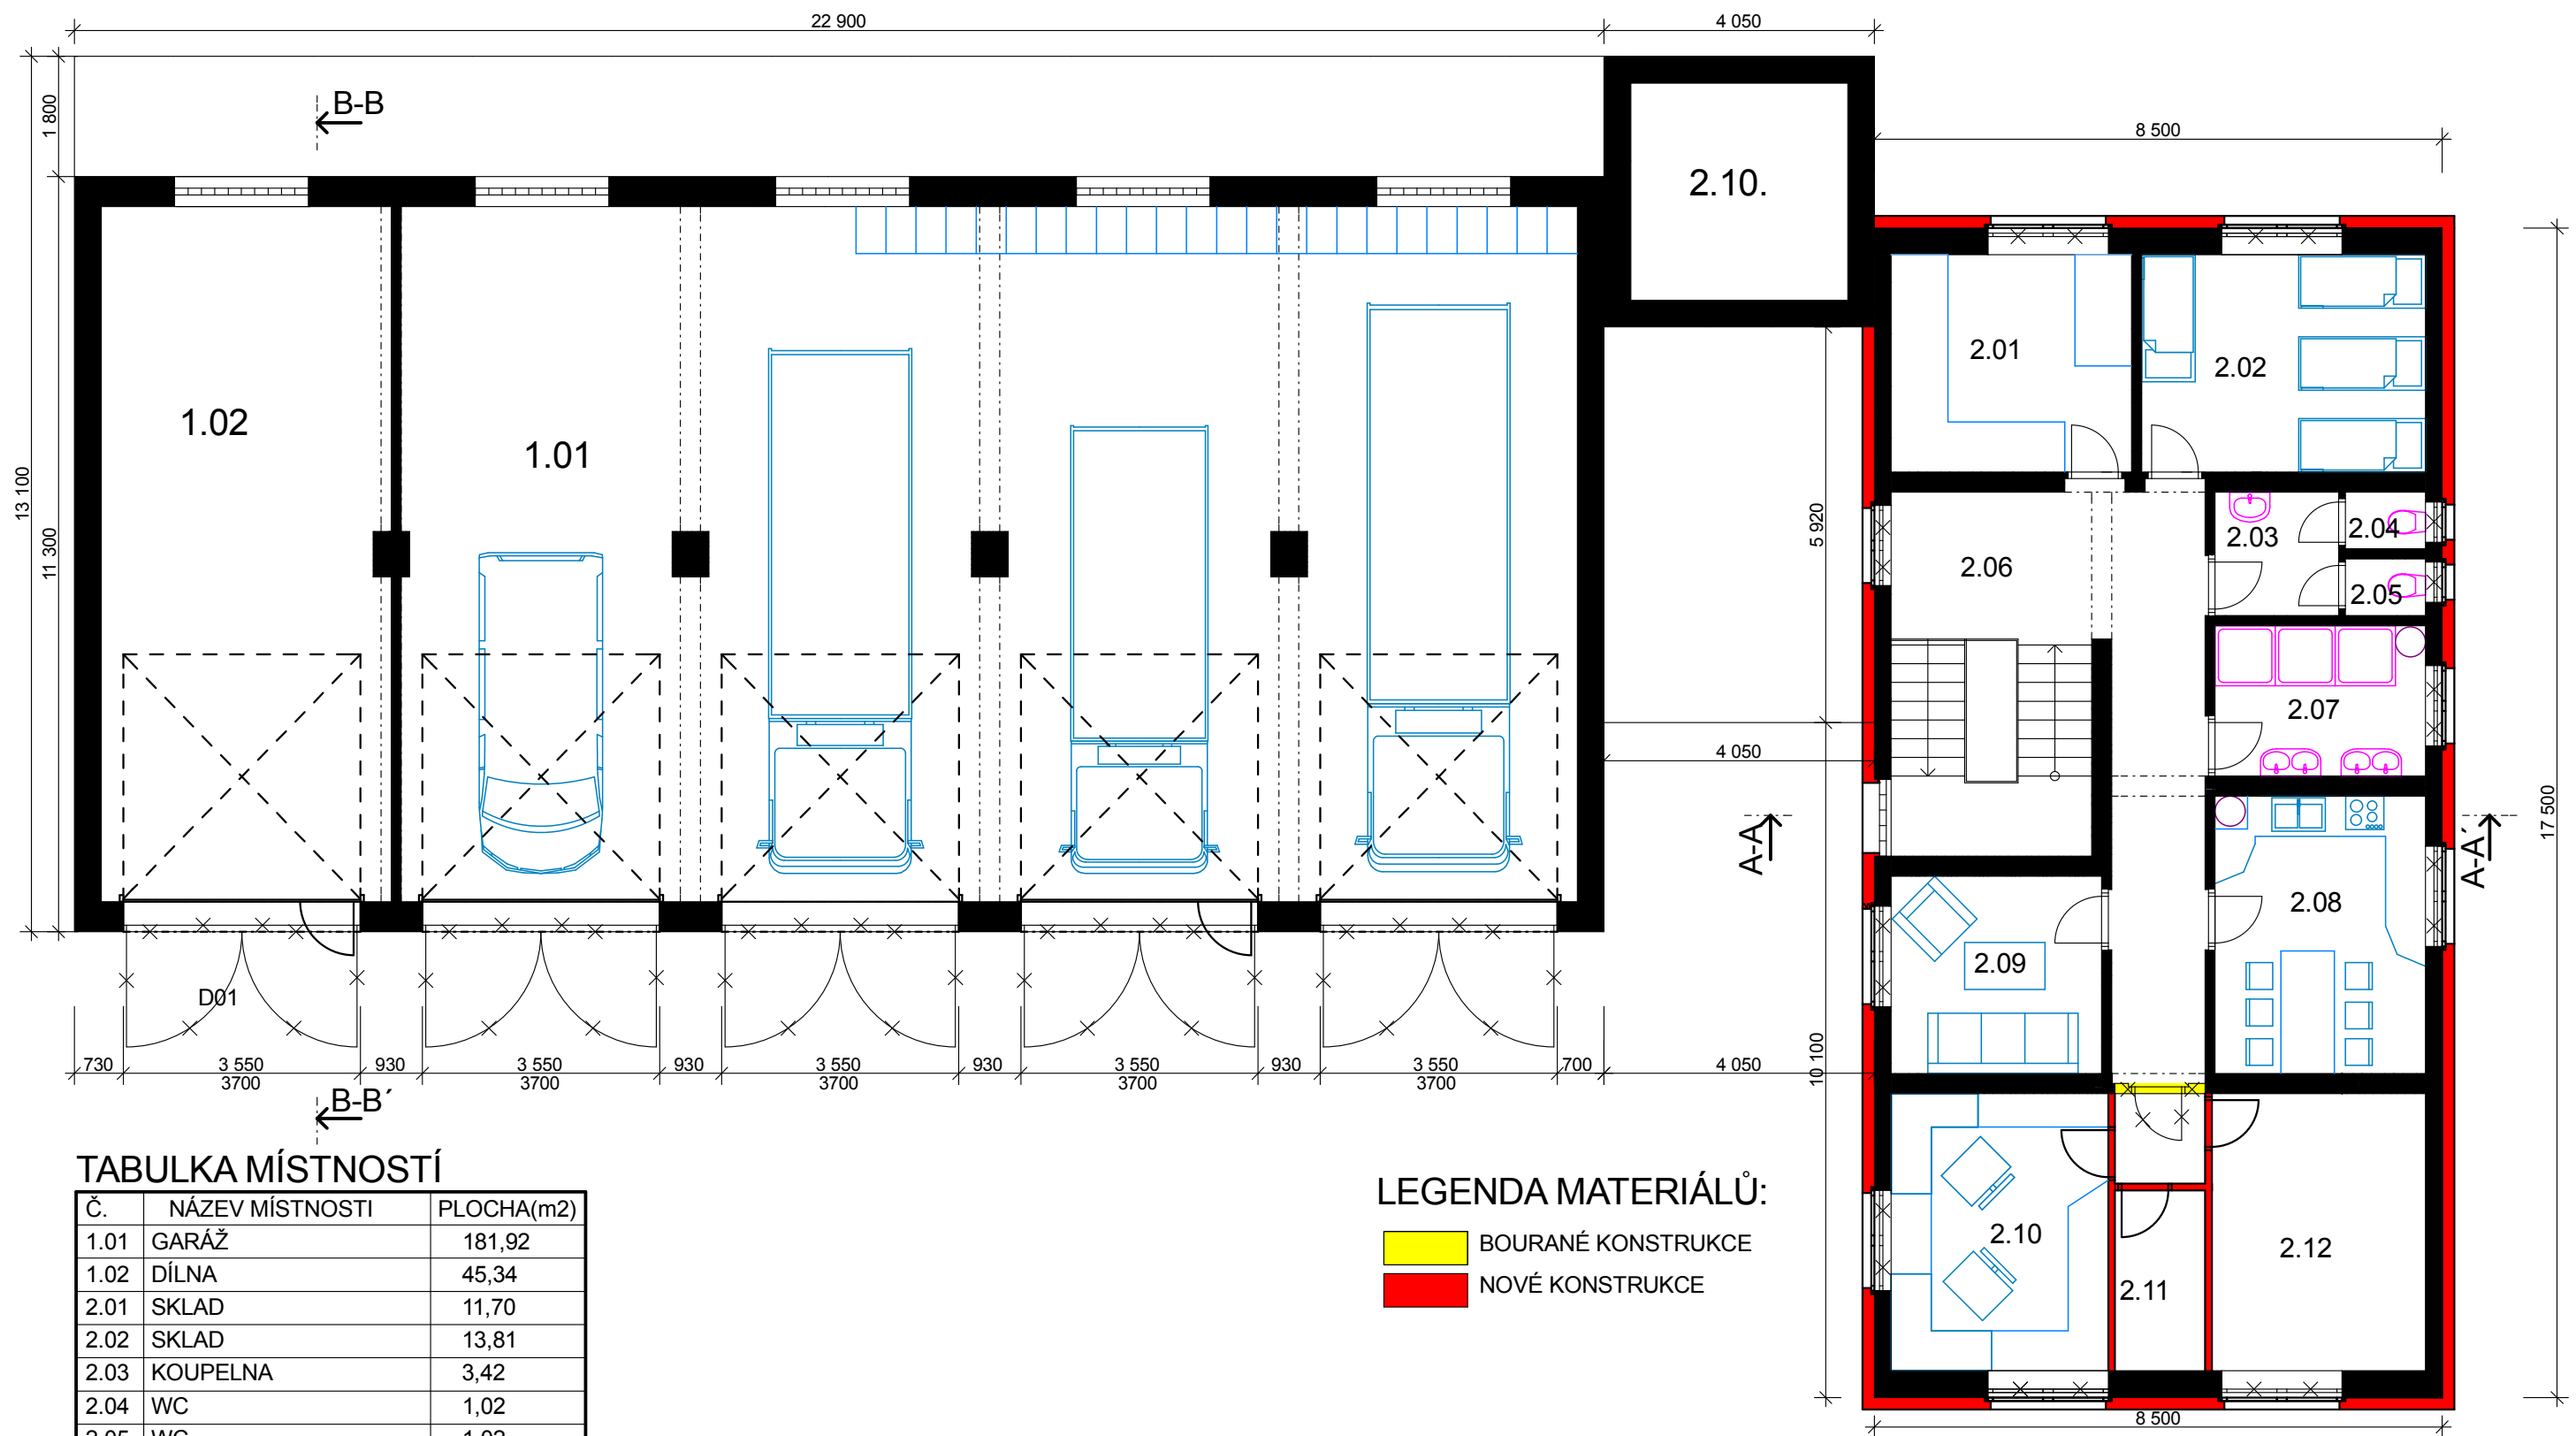 22 900
4 050
B-B
1 800
8 500
2.10.
2.01
2.02
1.02
1.01
13 100
11 300
5 920
2.03
2.04
2.06
2.05
2.07
4 050
A-A
A-A´
17 500
2.08
2.09
D01
730
3 550
3700
930
3 550
3700
930
3 550
3700
930
3 550
3700
930
3 550
3700
700
4 050
10 100
B-B´
TABULKA MÍSTNOSTÍ
Č. NÁZEV MÍSTNOSTI PLOCHA(m2)
1.01 GARÁŽ 181,92
1.02 DÍLNA 45,34
2.01 SKLAD 11,70
2.02 SKLAD 13,81
2.03 KOUPELNA 3,42
2.04 WC 1,02
2.05 WC 1,02
LEGENDA MATERIÁLŮ:
BOURANÉ KONSTRUKCE
NOVÉ KONSTRUKCE
2.10
2.11
2.12
8 500